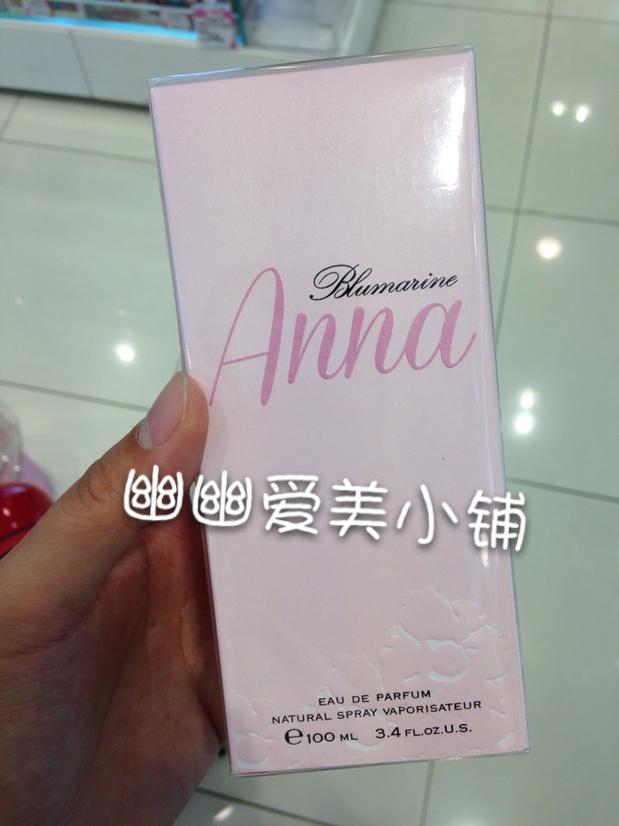 Blumarine
Anna
幽幽爱美小铺
EAU DE PARFUM
NATURAL SPRAY VAPORISATEUR
e100 ML 3.4 FL.OZ.U.S.